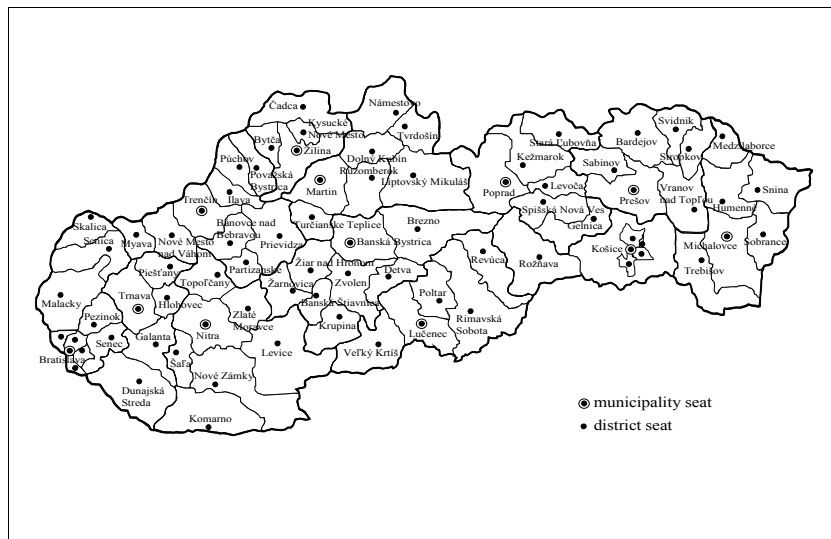 Čadca
Námestovo
Kysucké
Nové Mesto
Tvrdošín
Svidník
Bytča
Žilina
Stará Ľubovňa
Bardejov
Stropkov
Medzilaborce
Púchov
Považská
Bystrica
Dolný Kubín
Kežmarok
Sabinov
Ružomberok
Martin
Liptovský Mikuláš
Poprad
Levoča
Prešov
Vranov
nad Topľou
Snina
Ilava
Trenčín
Spišská Nová Ves
Gelnica
Humenné
Skalica
Senica
Myava
Nové Mesto
nad Váhom
Bánovce nad
Bebravou
Prievidza
Turčianske Teplice
Banská Bystrica
Brezno
Košice
Michalovce
Sobrance
Revúca
Rožňava
Trebišov
Piešťany
Topoľčany
Partizánske
Žiar nad Hronom
Žarnovica
Zvolen
Detva
Malacky
Trnava
Hlohovec
Banská Štiavnica
Poltar
Rimavská
Sobota
Pezinok
Senec
Galanta
Nitra
Zlaté
Moravce
Krupina
Lučenec
Bratislava
Šaľa
Levice
Veľký Krtíš
Dunajská
Streda
Nové Zámky
Komarno
municipality seat
district seat